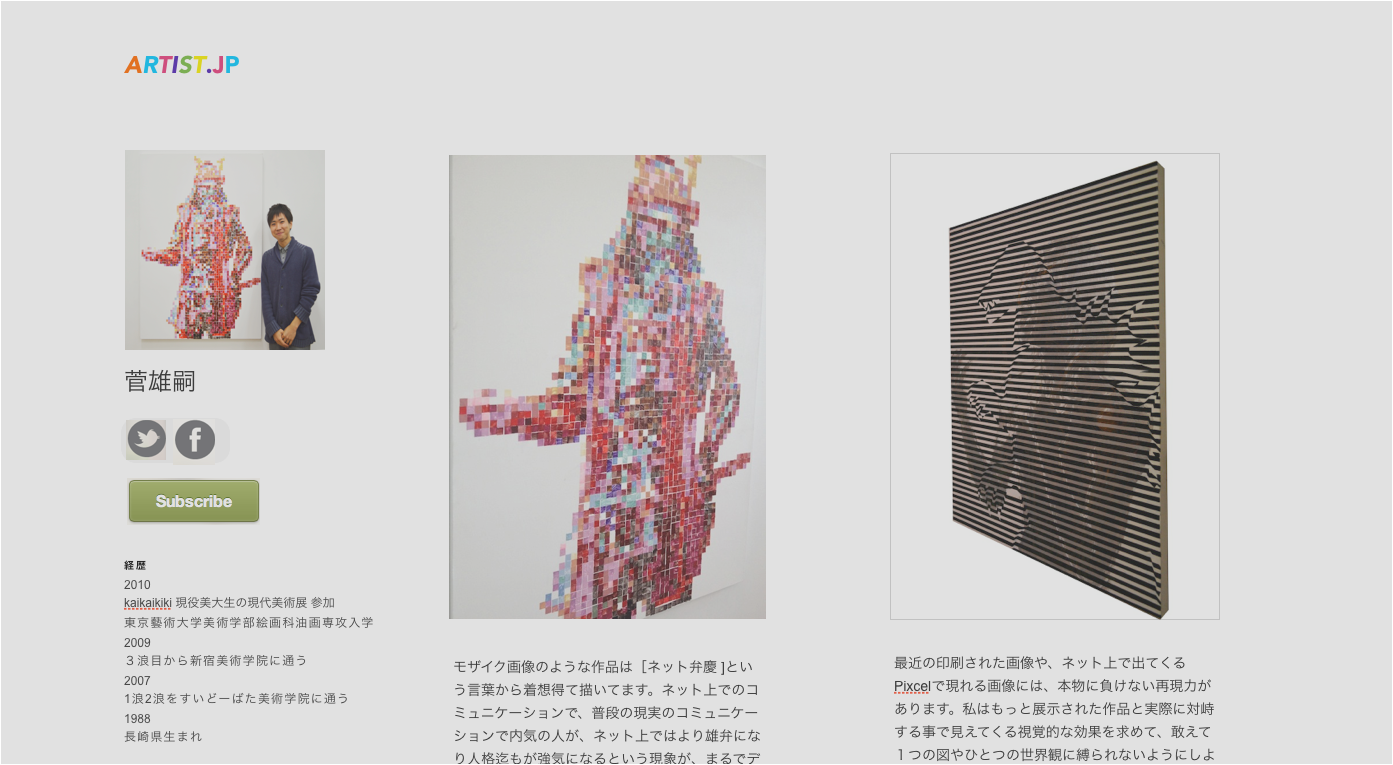 ARTIST.JP
菅雄嗣
Subscribe
経歴
2010
kaikaikiki 現役美大生の現代美術展 参加
東京藝術大学美術学部絵画科油画専攻入学
2009
３浪目から新宿美術学院に通う
2007
1浪2浪をすいどーばた美術学院に通う
1988
長崎県生まれ
モザイク画像のような作品は［ネット弁慶 ]とい
う言葉から着想得て描いてます。ネット上でのコ
ミュニケーションで、普段の現実のコミュニケー
ションで内気の人が、ネット上ではより雄弁にな
り人格迄もが強気になるという現象が、まるでデ
最近の印刷された画像や、ネット上で出てくる
Pixcelで現れる画像には、本物に負けない再現力が
あります。私はもっと展示された作品と実際に対峙
する事で見えてくる視覚的な効果を求めて、敢えて
１つの図やひとつの世界観に縛られないようにしよ